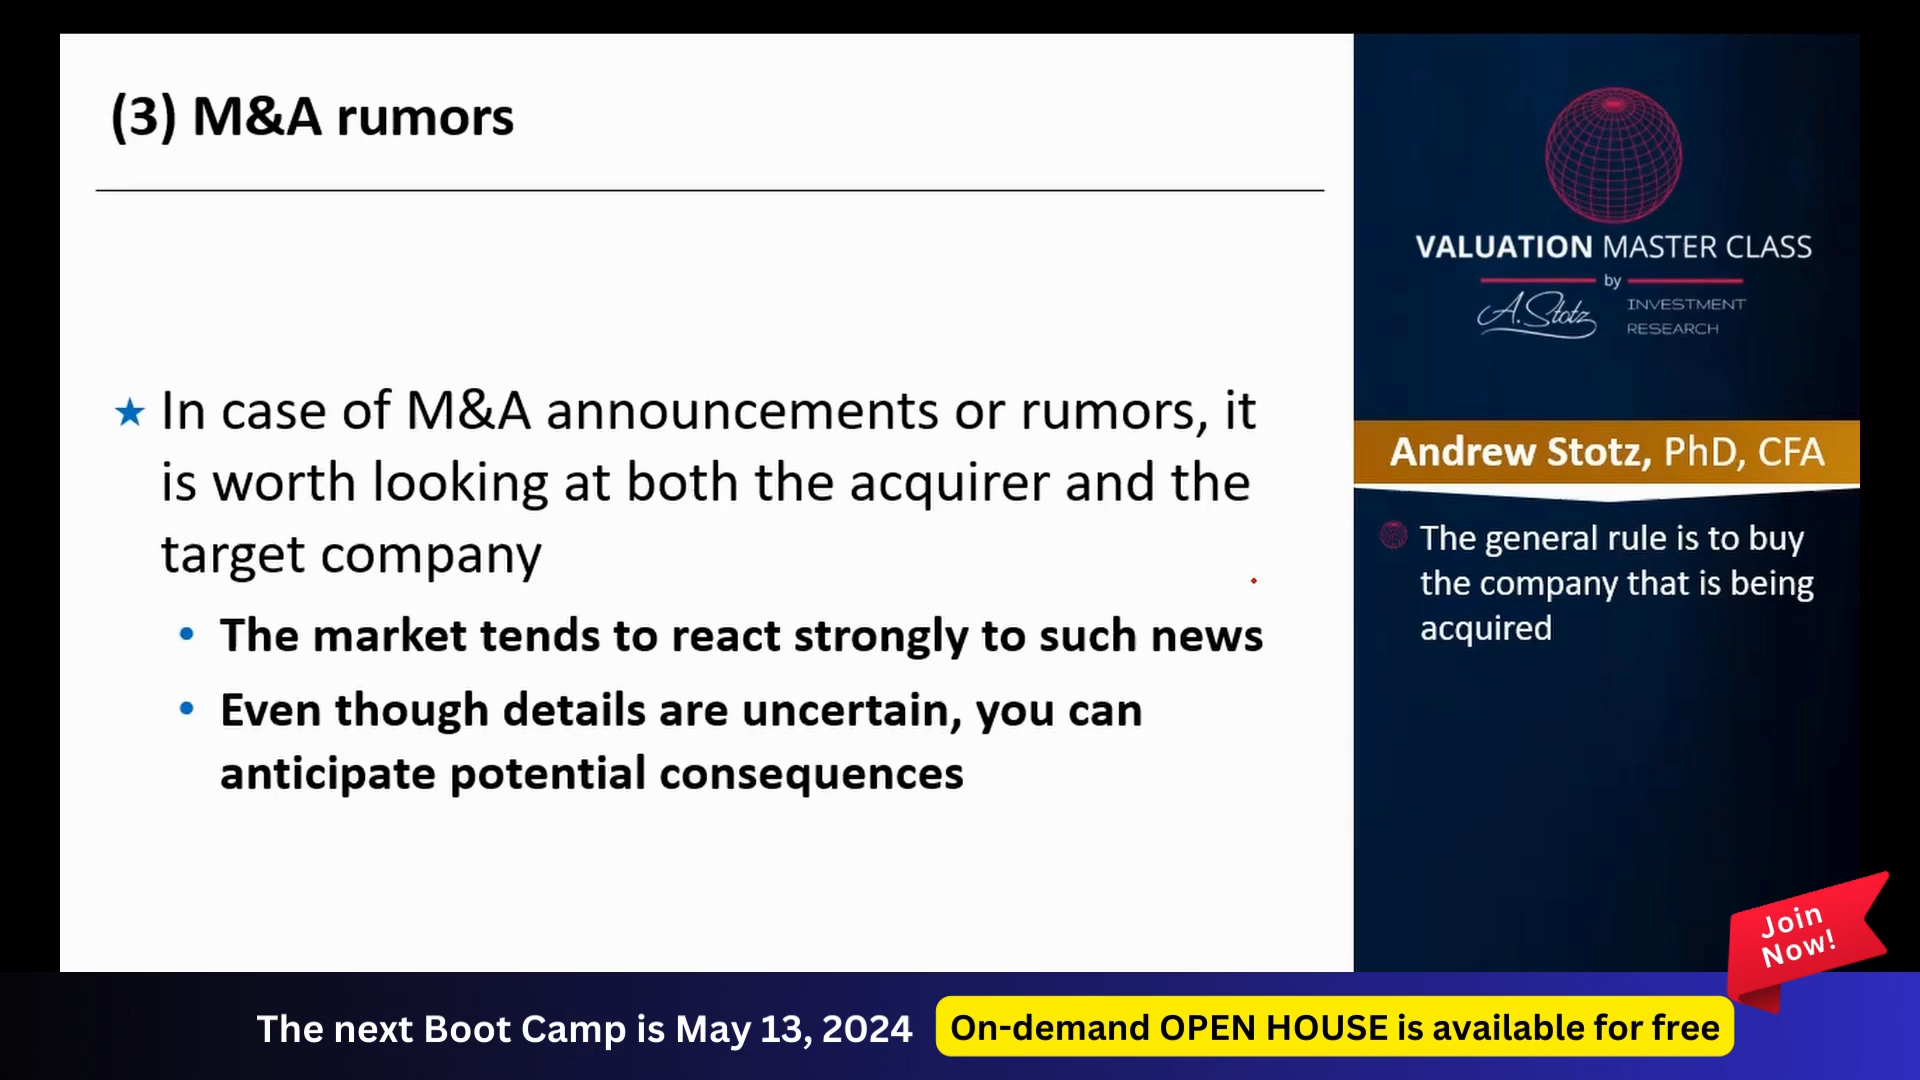 (3) M&A rumors
In case of M&A announcements or rumors, it
is worth looking at both the acquirer and the
target company
The market tends to react strongly to such news
Even though details are uncertain, you can
anticipate potential consequences
VALUATION MASTER CLASS
by
A.Stotz
INVESTMENT
RESEARCH
Andrew Stotz, PhD, CFA
The general rule is to buy
the company that is being
acquired
Join
Now!
The next Boot Camp is May 13, 2024
On-demand OPEN HOUSE is available for free